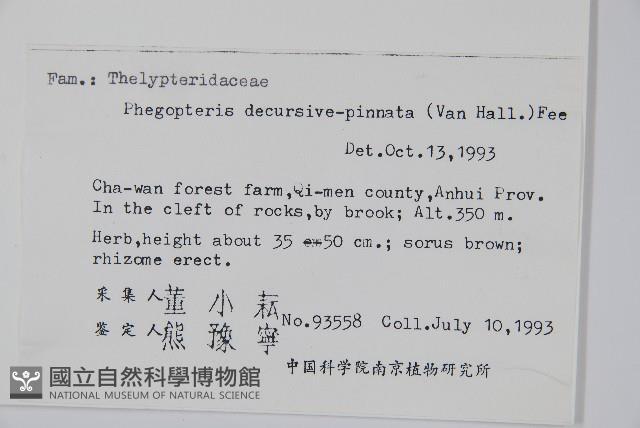 Fam.: Thelypteridaceae
Phegopteris decursive-pinnata (Van Hall.)Fee
Det.Oct.13,1993
Cha-wan forest farm,Qi-men county,Anhui Prov.
In the cleft of rocks,by brook; Alt.350 m.
Herb,height about 35 50 cm.; sorus brown;
rhizome erect.
采集人 董小耘
鉴定人 熊豫寧
No.93558 Coll.July 10,1993
中国科学院南京植物研究所
國立自然科學博物館
NATIONAL MUSEUM OF NATURAL SCIENCE